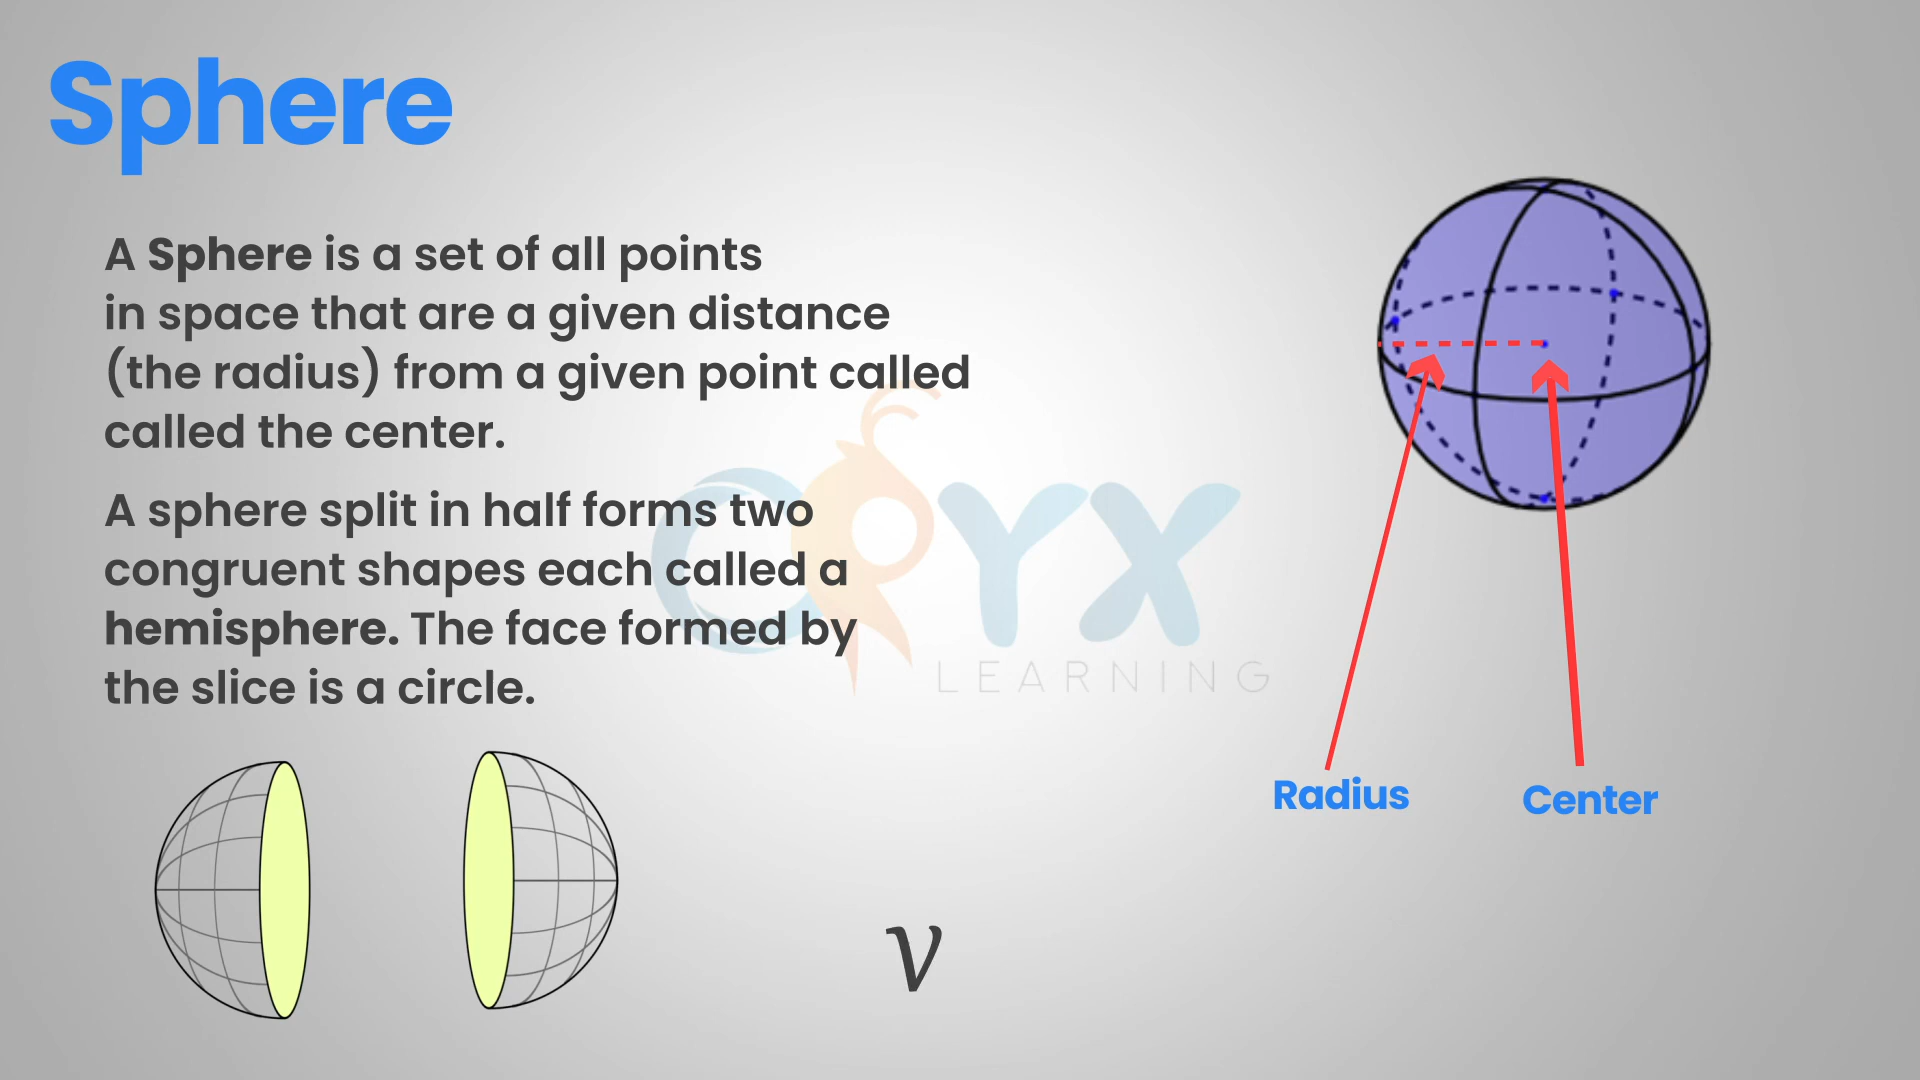 Sphere
A Sphere is a set of all points
in space that are a given distance
(the radius) from a given point called
called the center.
A sphere split in half forms two
congruent shapes each called a
hemisphere. The face formed by
the slice is a circle.
ORYX
LEARNING
Radius
Center
v